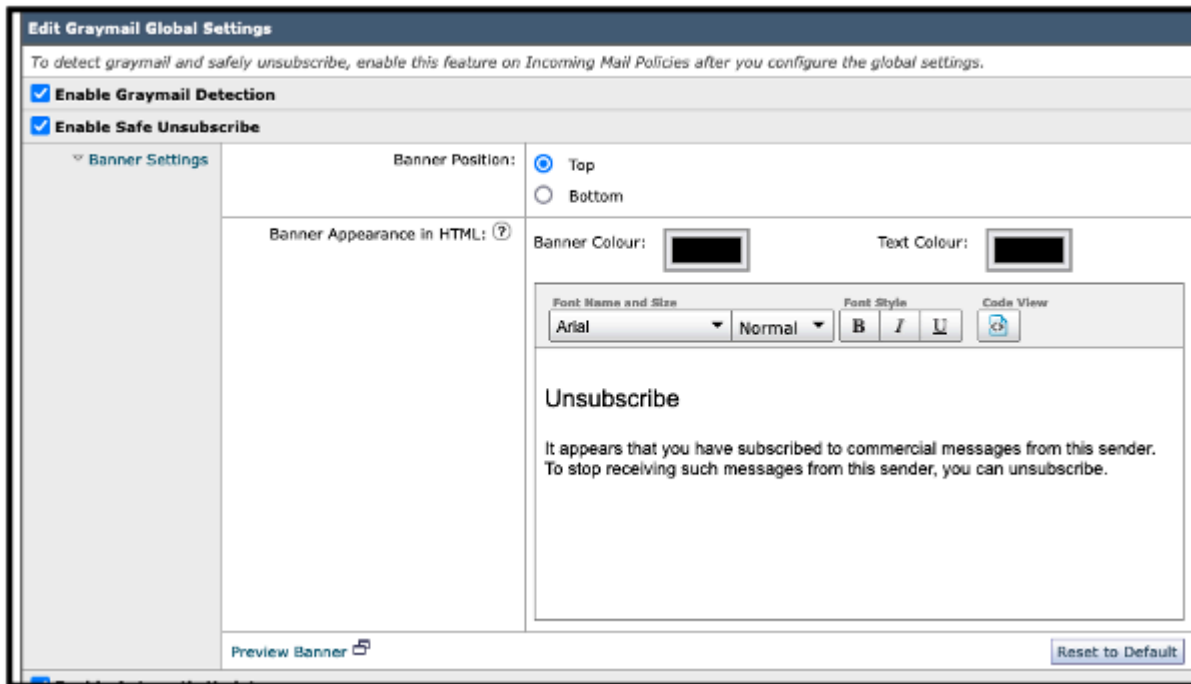 Edit Graymail Global Settings
To detect graymail and safely unsubscribe, enable this feature on Incoming Mail Policies after you configure the global settings.
Enable Graymail Detection
Enable Safe Unsubscribe
Banner Settings
Banner Position:
Top
Bottom
Banner Appearance in HTML: ?
Banner Colour:
Text Colour:
Font Name and Size
Font Style
Code View
Arial
Normal
B I U
Unsubscribe
It appears that you have subscribed to commercial messages from this sender.
To stop receiving such messages from this sender, you can unsubscribe.
Preview Banner
Reset to Default